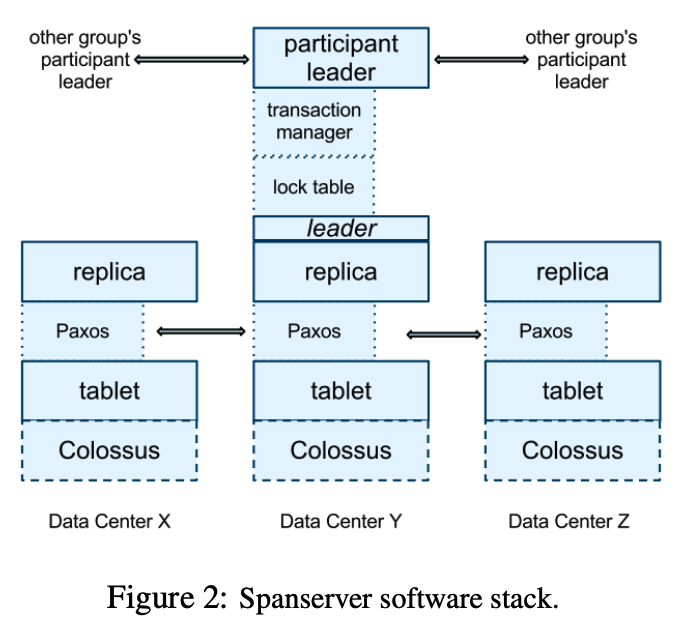 other group's
participant
leader
participant
leader
other group's
participant
leader
transaction
manager
lock table
leader
replica
replica
replica
Paxos
Paxos
Paxos
tablet
tablet
tablet
Colossus
Colossus
Colossus
Data Center X
Data Center Y
Data Center Z
Figure 2: Spanserver software stack.